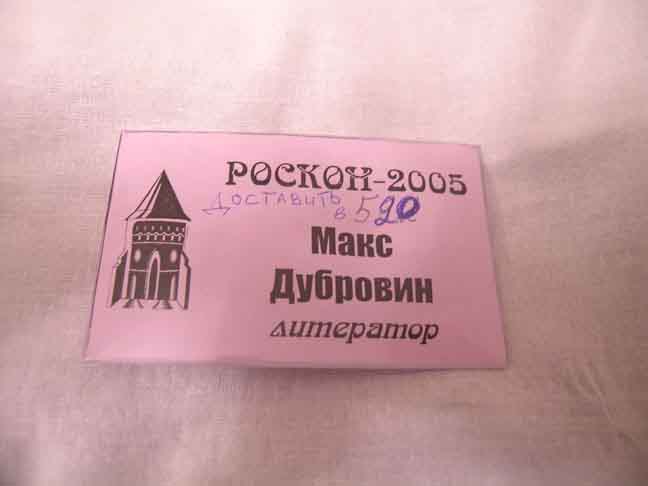 РОСКОН-2005
ДОСТАВИТЬ
В 520
Макс
Дубровин
литератор